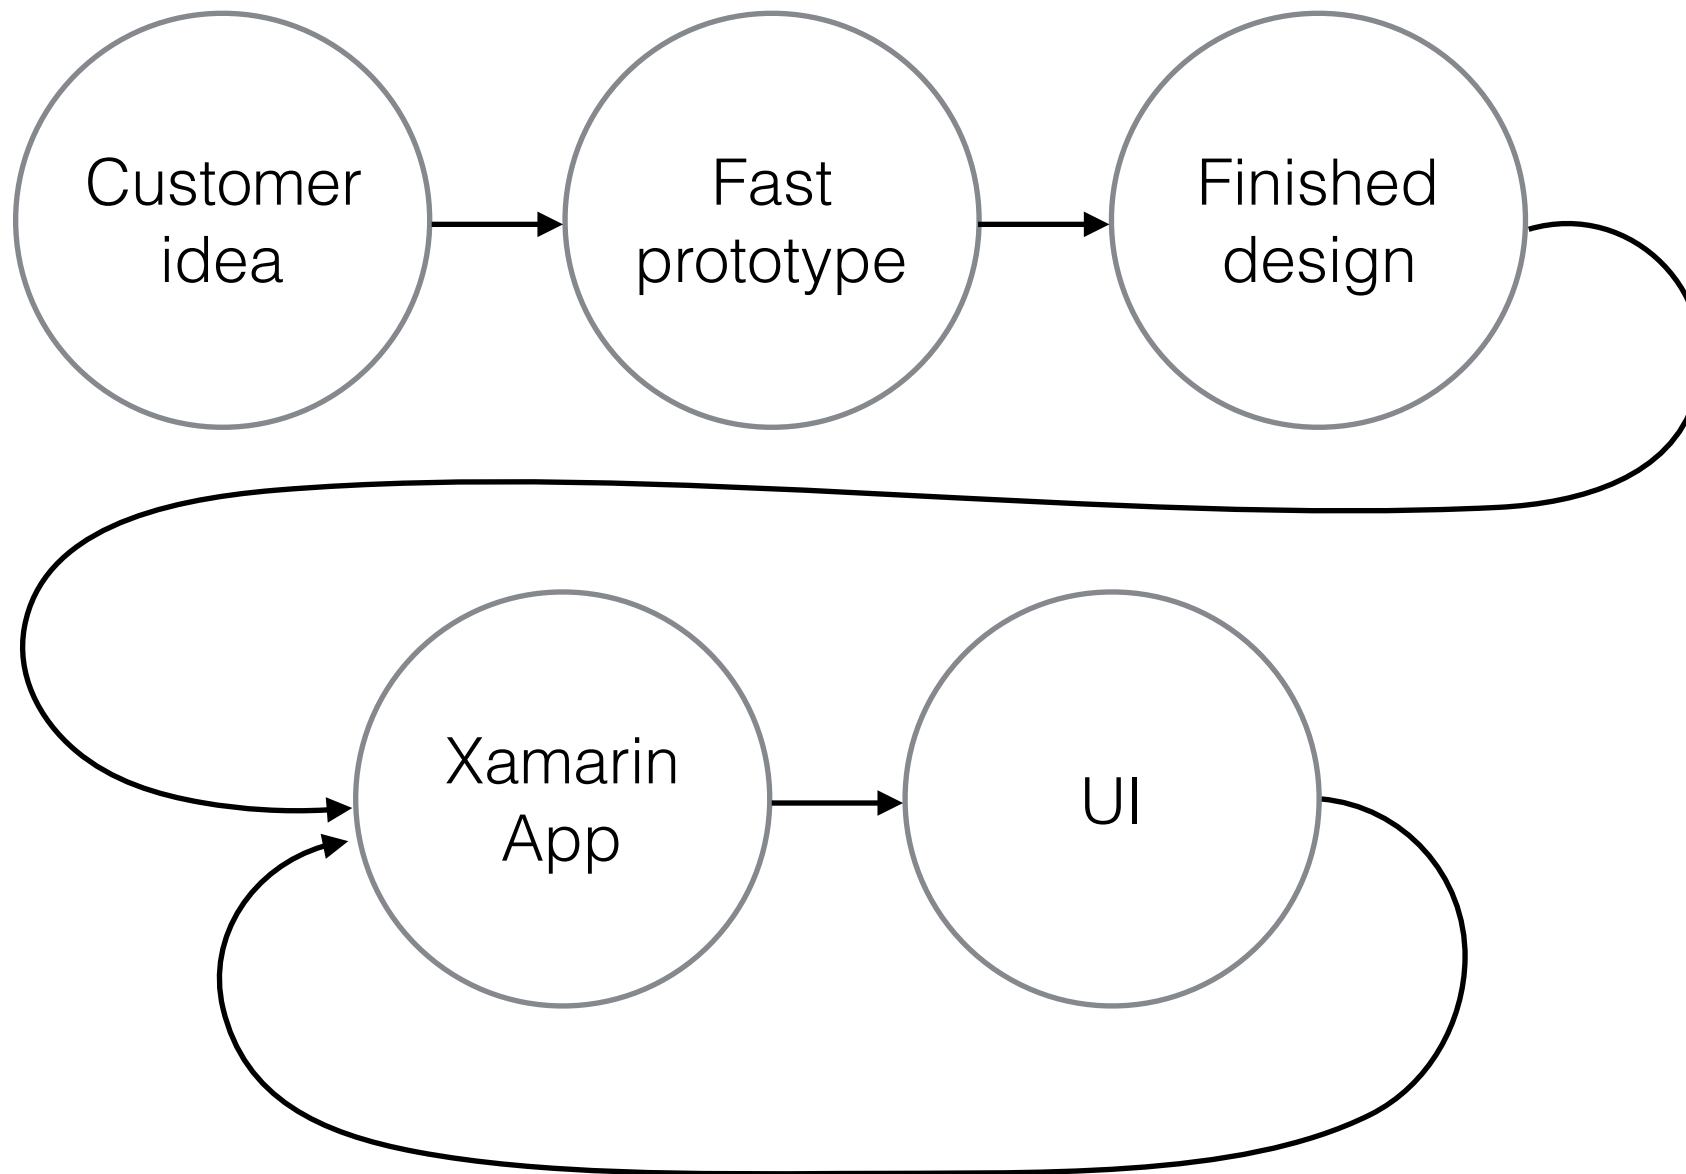 Customer
idea
Fast
prototype
Finished
design
Xamarin
App
UI